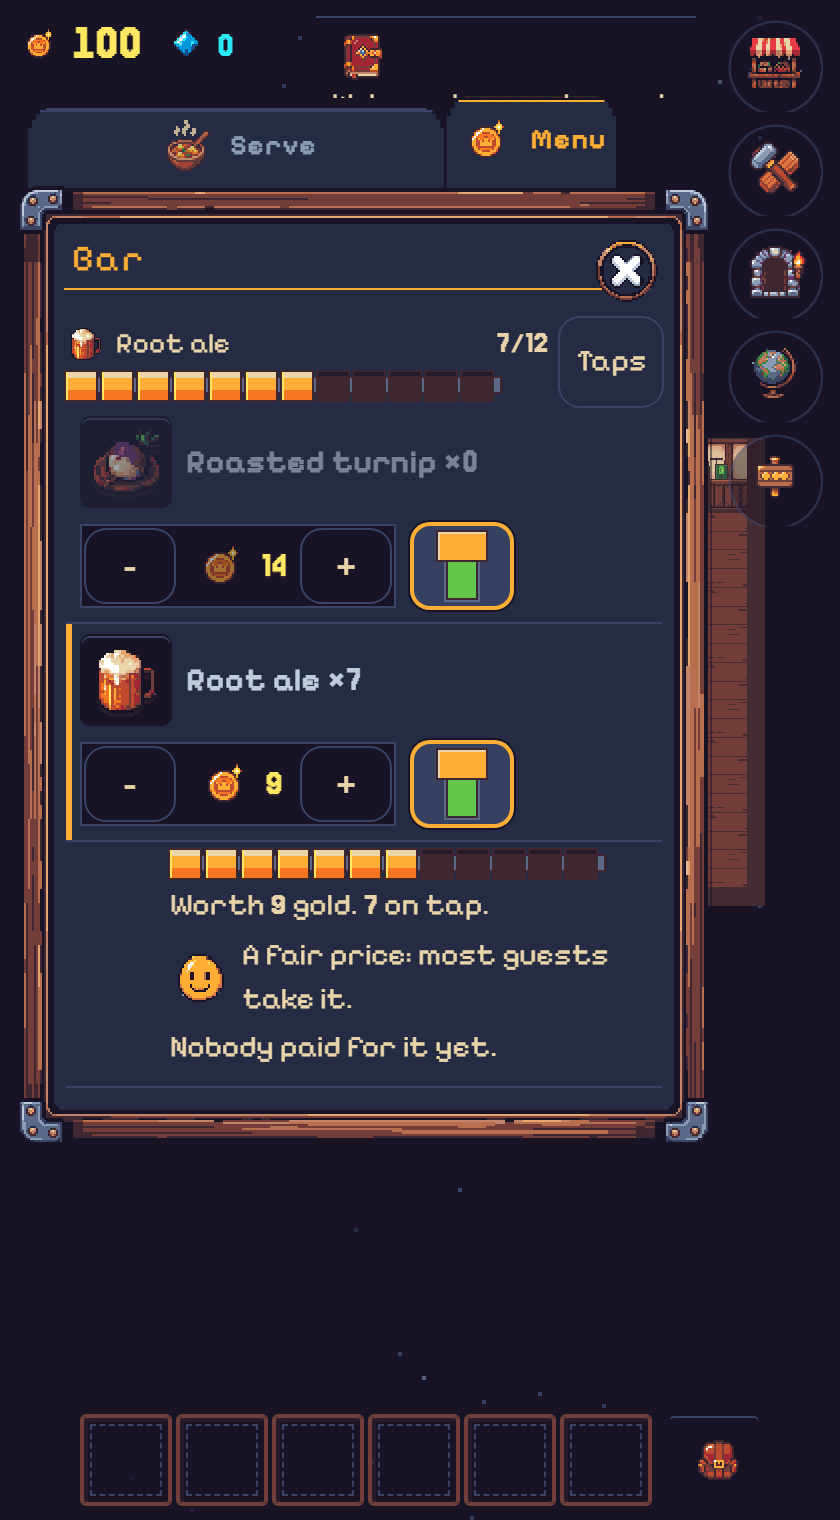 100 0
Serve Menu
Bar
Root ale 7/12 Taps
Roasted turnip ×0
- 14 +
Root ale ×7
- 9 +
Worth 9 gold. 7 on tap.
A fair price: most guests
take it.
Nobody paid for it yet.